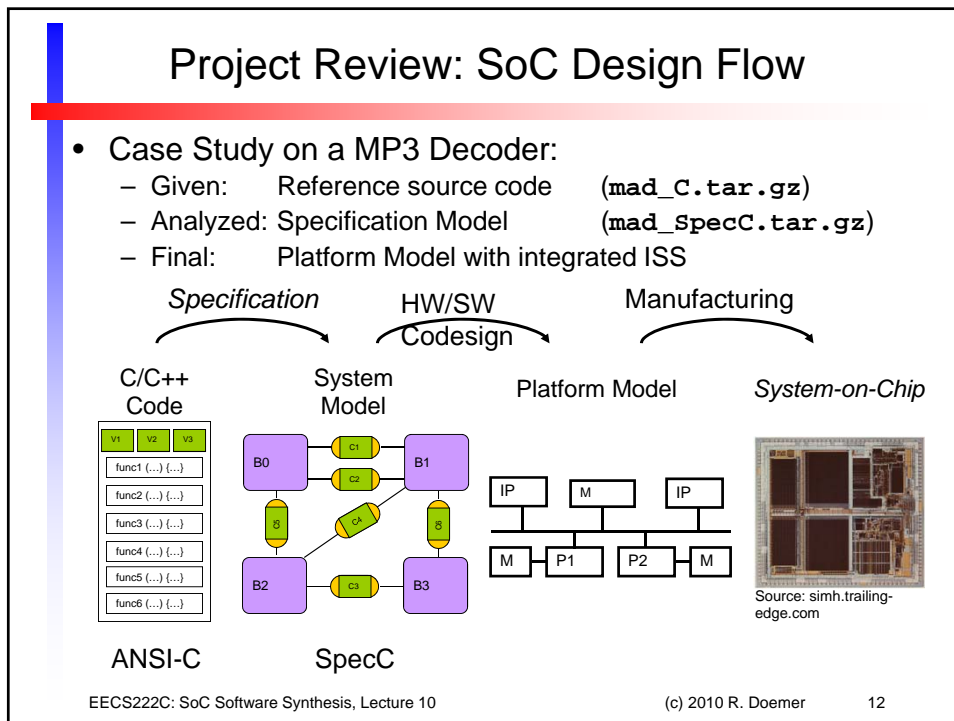 Project Review: SoC Design Flow
• Case Study on a MP3 Decoder:
– Given: Reference source code (mad_C.tar.gz)
– Analyzed: Specification Model (mad_SpecC.tar.gz)
– Final: Platform Model with integrated ISS
Specification
HW/SW
Codesign
Manufacturing
C/C++
Code
System
Model
Platform Model
System-on-Chip
V1 V2 V3
func1 (…) {…}
func2 (…) {…}
func3 (…) {…}
func4 (…) {…}
func5 (…) {…}
func6 (…) {…}
B0 C1 B1
C2
C5 C4 C6
B2 C3 B3
IP M IP
M P1 P2 M
Source: simh.trailing-
edge.com
ANSI-C SpecC
EECS222C: SoC Software Synthesis, Lecture 10 (c) 2010 R. Doemer 12